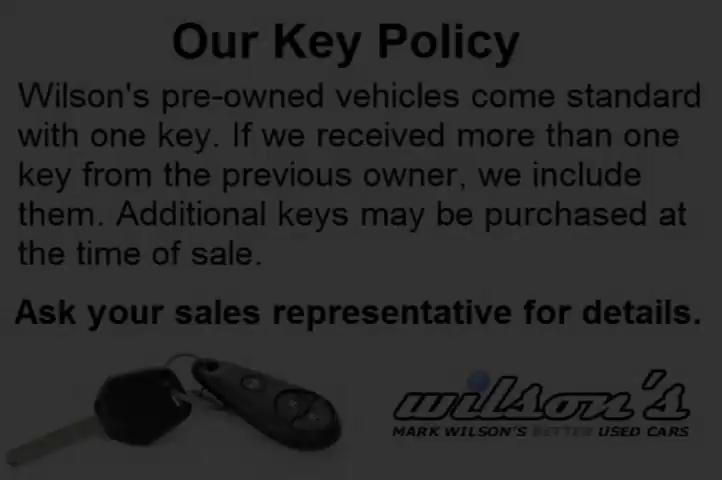 Our Key Policy
Wilson's pre-owned vehicles come standard
with one key. If we received more than one
key from the previous owner, we include
them. Additional keys may be purchased at
the time of sale.
Ask your sales representative for details.
wilson's
MARK WILSON'S BETTER USED CARS